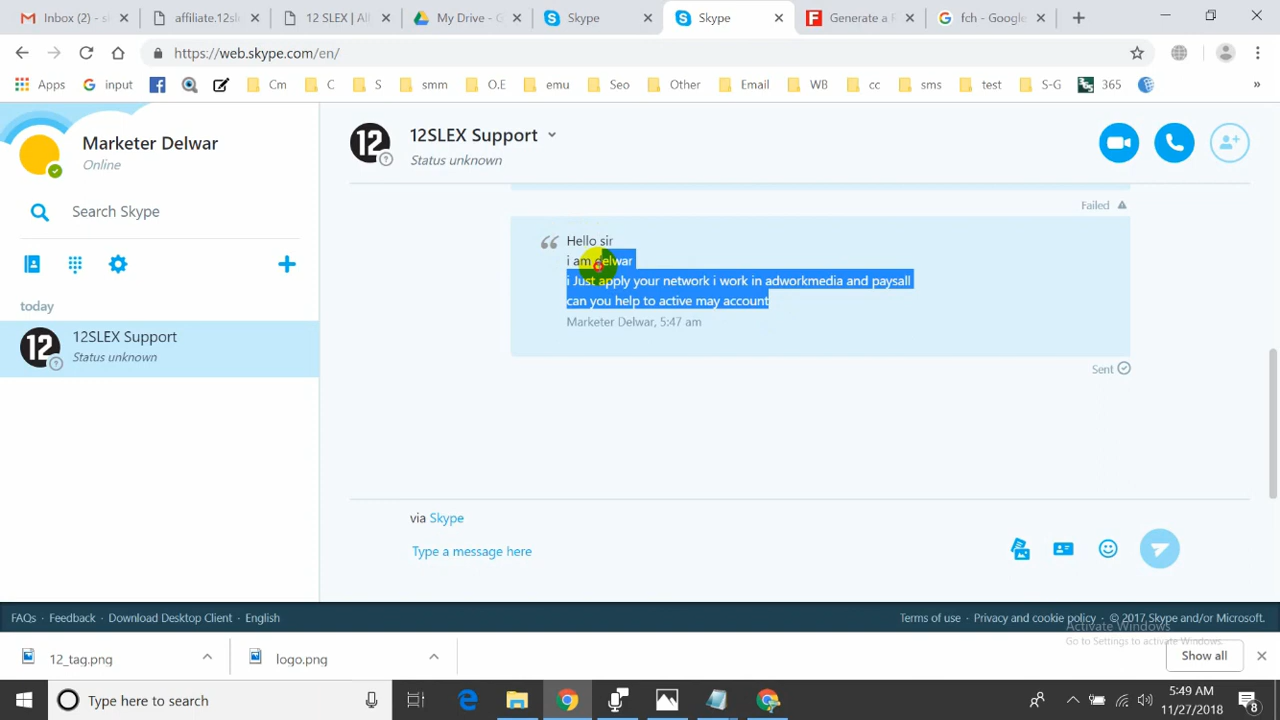 Inbox (2) - si
affiliate.12sl
12 SLEX | Al
My Drive - G
Skype
Skype
Generate a F
fch - Google
https://web.skype.com/en/
Apps
input
Cm
C
S
smm
O.E
emu
Seo
Other
Email
WB
cc
sms
test
S-G
365
»
Marketer Delwar
Online
Search Skype
today
12SLEX Support
Status unknown
12
12SLEX Support
Status unknown
Failed
Hello sir
i am delwar
i Just apply your network i work in adworkmedia and paysall
can you help to active may account
Marketer Delwar, 5:47 am
Sent
via Skype
Type a message here
FAQs · Feedback · Download Desktop Client · English
Terms of use · Privacy and cookie policy · © 2017 Skype and/or Microsoft.
Activate Windows
Go to Settings to activate Windows.
12_tag.png
logo.png
Show all
Type here to search
5:49 AM
11/27/2018
8